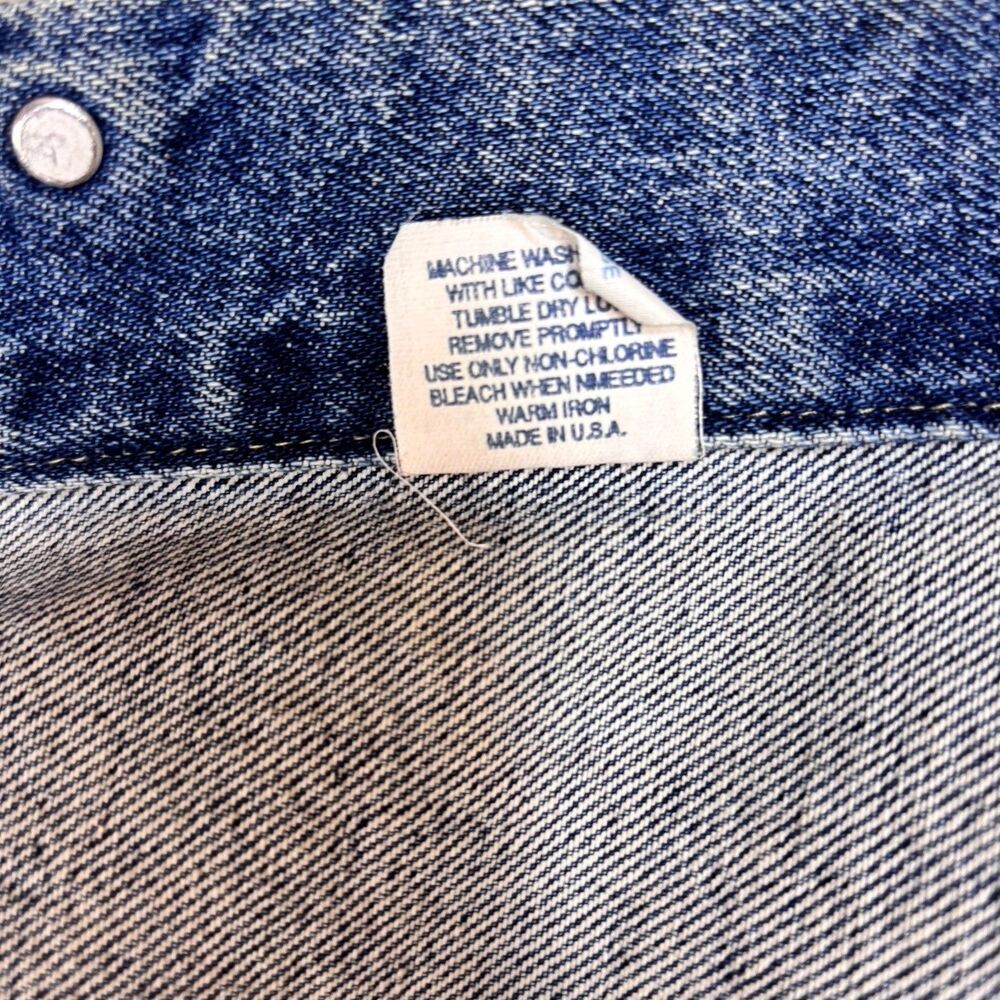 MACHINE WASH
WITH LIKE CO
TUMBLE DRY LO
REMOVE PROMPTLY
USE ONLY NON-CHLORINE
BLEACH WHEN NMEEDED
WARM IRON
MADE IN U.S.A.